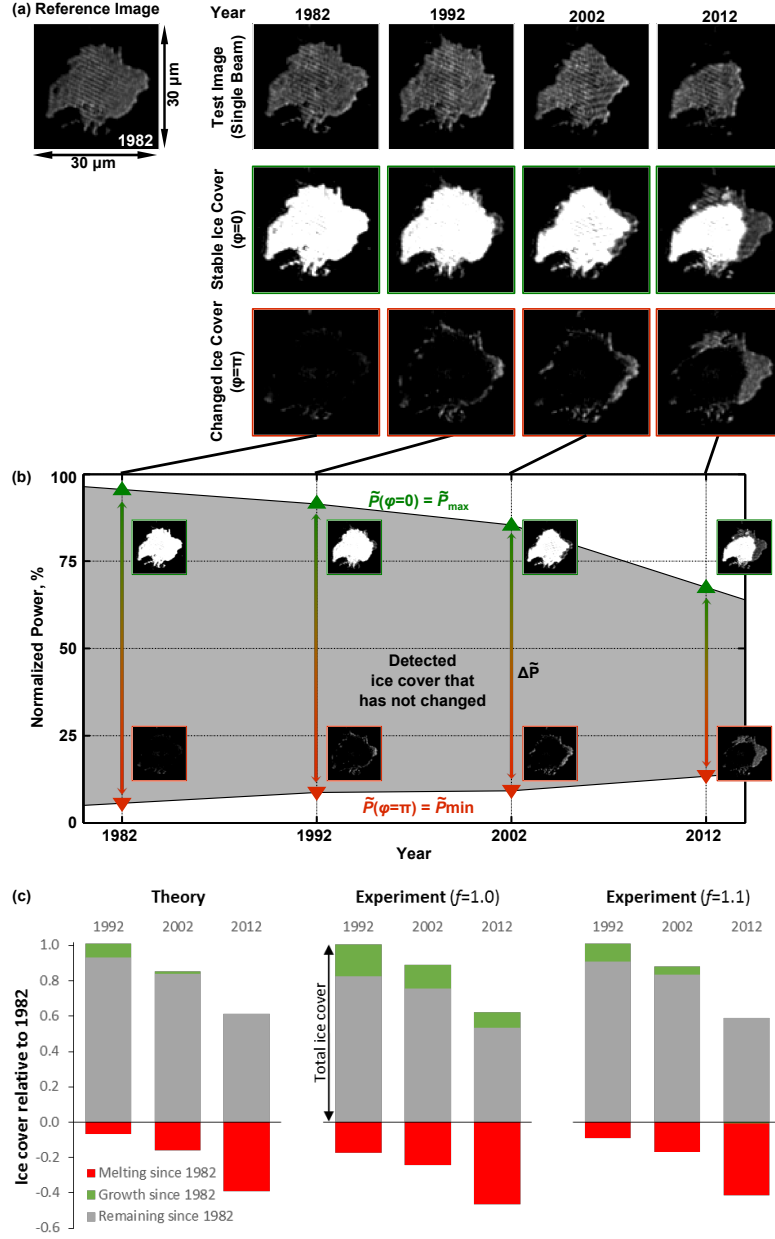 (a) Reference Image
30 µm
1982
30 µm
Year 1982 1992 2002 2012
Test Image
(Single Beam)
Stable Ice Cover
(φ=0)
Changed Ice Cover
(φ=π)
(b)
Normalized Power, %
100
75
50
25
0
P̃(φ=0) = P̃max
Detected
ice cover that
has not changed
ΔP̃
P̃(φ=π) = P̃min
1982 1992 2002 2012
Year
(c)
Theory Experiment (f=1.0) Experiment (f=1.1)
1992 2002 2012 1992 2002 2012 1992 2002 2012
Ice cover relative to 1982
1.0
0.8
0.6
0.4
0.2
0.0
-0.2
-0.4
-0.6
Total ice cover
Melting since 1982
Growth since 1982
Remaining since 1982